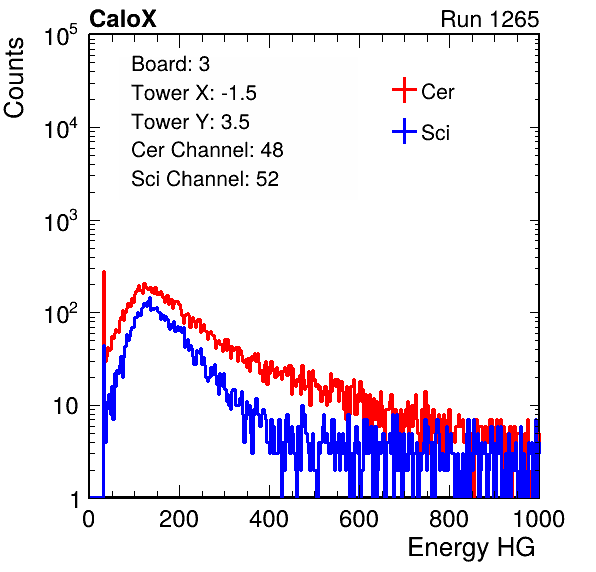 CaloX Run 1265
Counts
10^5
10^4
10^3
10^2
10
1
Board: 3
Tower X: -1.5
Tower Y: 3.5
Cer Channel: 48
Sci Channel: 52
Cer
Sci
0 200 400 600 800 1000
Energy HG